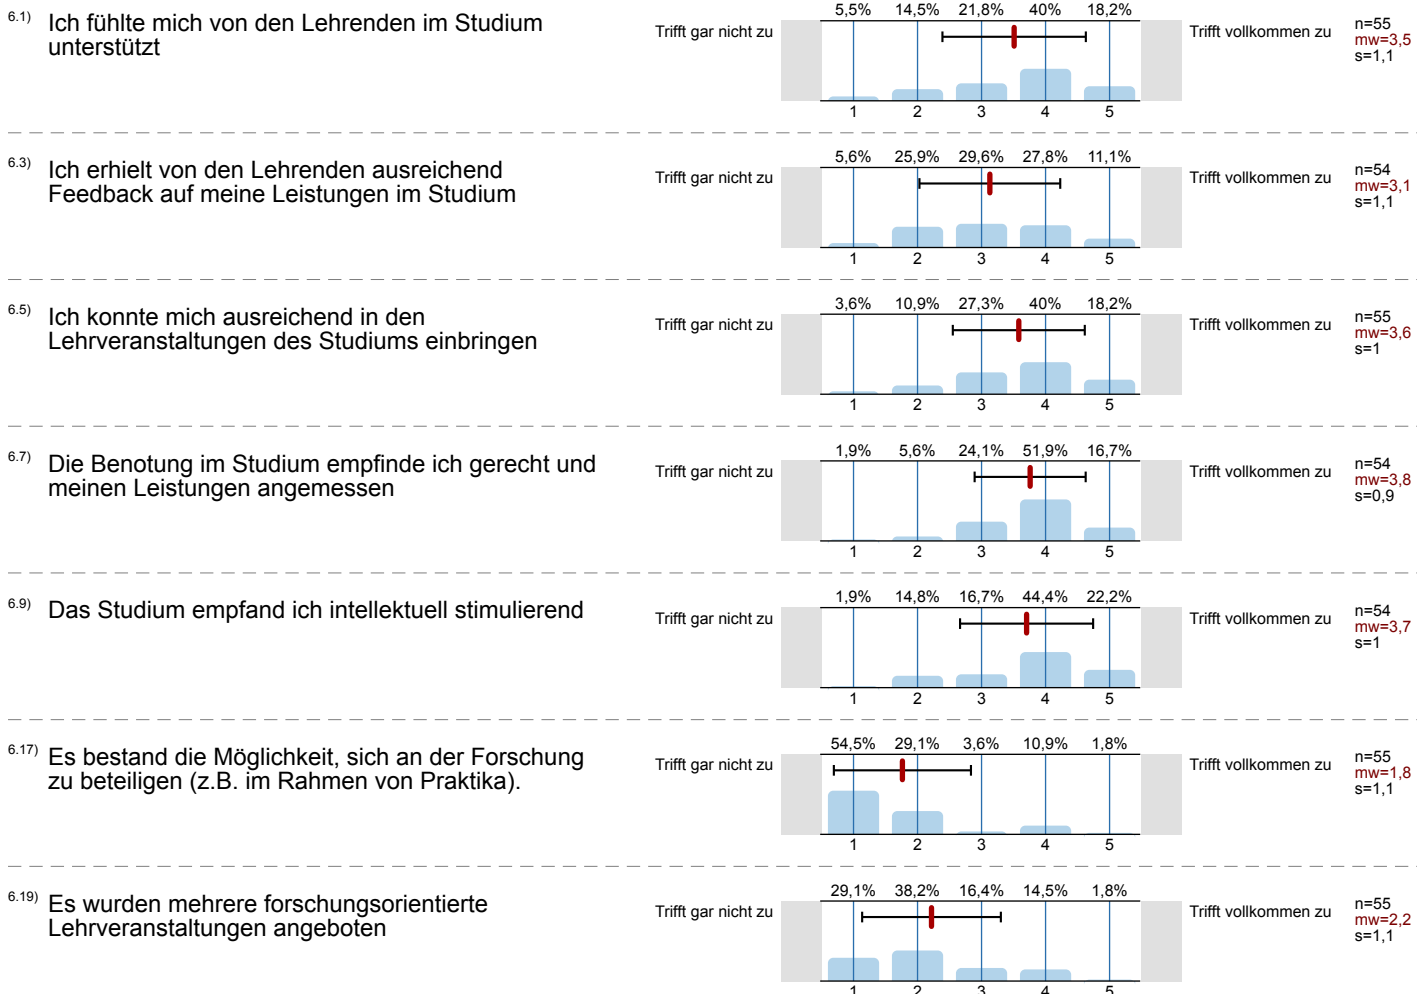 6.1) Ich fühlte mich von den Lehrenden im Studium
unterstützt
Trifft gar nicht zu
5,5% 14,5% 21,8% 40% 18,2%
1 2 3 4 5
Trifft vollkommen zu
n=55
mw=3,5
s=1,1
6.3) Ich erhielt von den Lehrenden ausreichend
Feedback auf meine Leistungen im Studium
Trifft gar nicht zu
5,6% 25,9% 29,6% 27,8% 11,1%
1 2 3 4 5
Trifft vollkommen zu
n=54
mw=3,1
s=1,1
6.5) Ich konnte mich ausreichend in den
Lehrveranstaltungen des Studiums einbringen
Trifft gar nicht zu
3,6% 10,9% 27,3% 40% 18,2%
1 2 3 4 5
Trifft vollkommen zu
n=55
mw=3,6
s=1
6.7) Die Benotung im Studium empfinde ich gerecht und
meinen Leistungen angemessen
Trifft gar nicht zu
1,9% 5,6% 24,1% 51,9% 16,7%
1 2 3 4 5
Trifft vollkommen zu
n=54
mw=3,8
s=0,9
6.9) Das Studium empfand ich intellektuell stimulierend
Trifft gar nicht zu
1,9% 14,8% 16,7% 44,4% 22,2%
1 2 3 4 5
Trifft vollkommen zu
n=54
mw=3,7
s=1
6.17) Es bestand die Möglichkeit, sich an der Forschung
zu beteiligen (z.B. im Rahmen von Praktika).
Trifft gar nicht zu
54,5% 29,1% 3,6% 10,9% 1,8%
1 2 3 4 5
Trifft vollkommen zu
n=55
mw=1,8
s=1,1
6.19) Es wurden mehrere forschungsorientierte
Lehrveranstaltungen angeboten
Trifft gar nicht zu
29,1% 38,2% 16,4% 14,5% 1,8%
1 2 3 4 5
Trifft vollkommen zu
n=55
mw=2,2
s=1,1